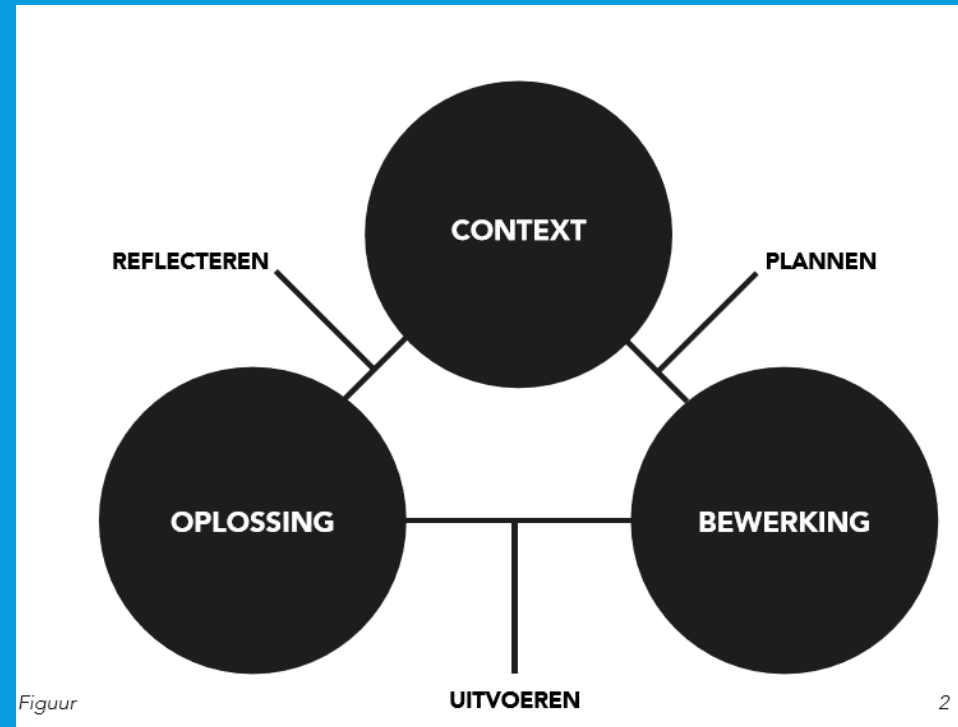 CONTEXT
REFLECTEREN
PLANNEN
OPLOSSING
BEWERKING
UITVOEREN
Figuur 2